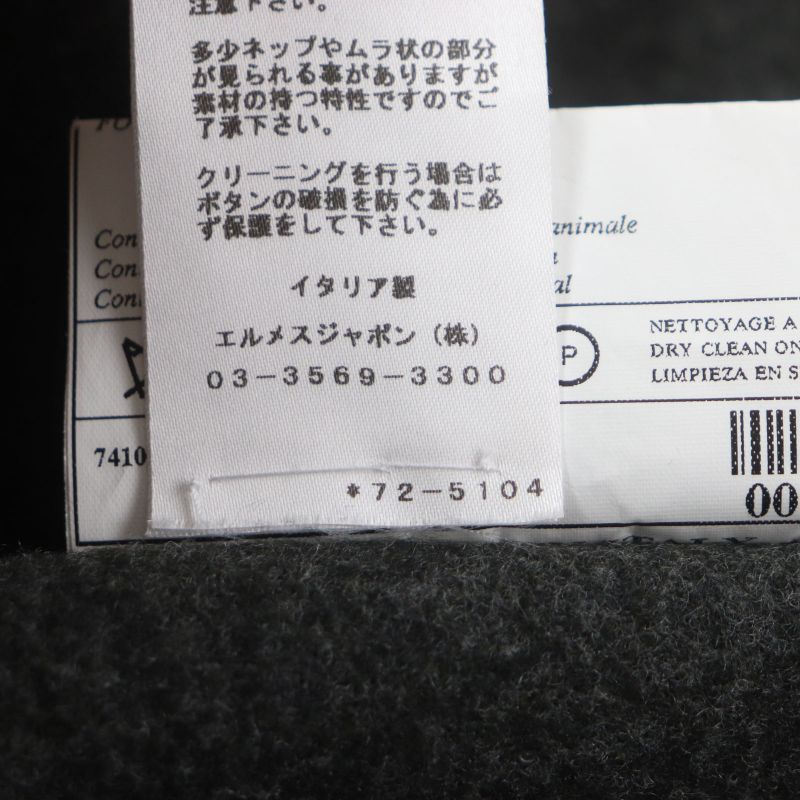 注意下さい。
多少ネップやムラ状の部分
が見られる事がありますが
素材の持つ特性ですのでご
了承下さい。
クリーニングを行う場合は
ボタンの破損を防ぐ為に必
ず保護をして下さい。
イタリア製
エルメスジャポン(株)
03-3569-3300
*72-5104
Con
Con
Con
animale
al
P
NETTOYAGE A
DRY CLEAN ON
LIMPIEZA EN S
7410
00